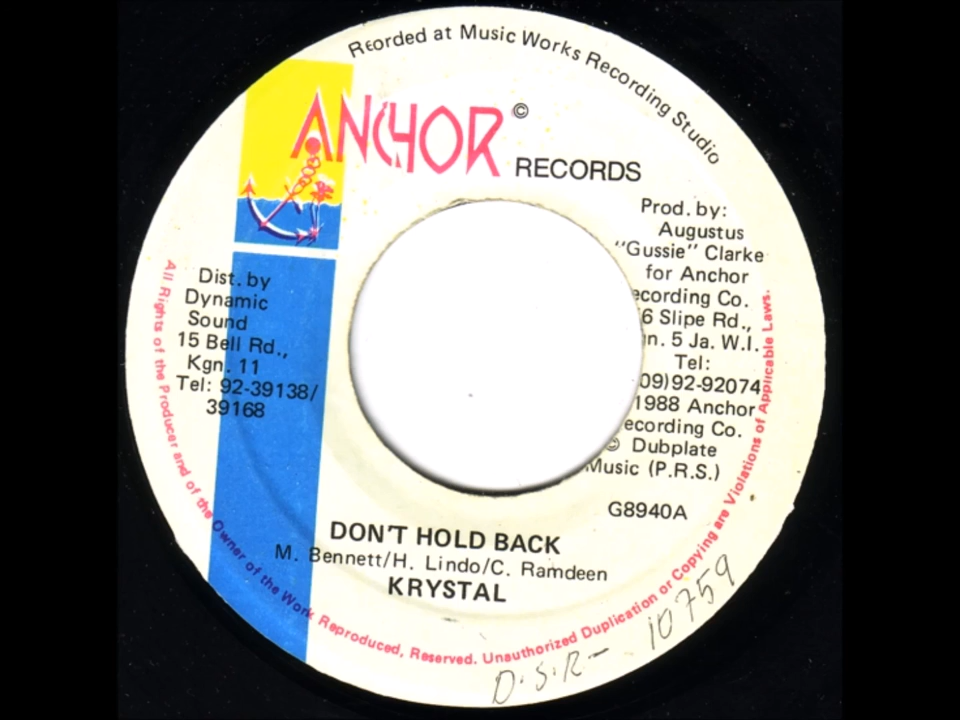 Recorded at Music Works Recording Studio
ANCHOR ©
RECORDS
Prod. by:
Augustus
"Gussie" Clarke
for Anchor
ecording Co.
6 Slipe Rd.,
n. 5 Ja. W.I.
Tel:
09)92-92074
1988 Anchor
ecording Co.
© Dubplate
Music (P.R.S.)
Dist. by
Dynamic
Sound
15 Bell Rd.,
Kgn. 11
Tel: 92-39138/
39168
G8940A
DON'T HOLD BACK
M. Bennett/H. Lindo/C. Ramdeen
KRYSTAL
All Rights of the Producer and of the Owner of the Work Reproduced, Reserved. Unauthorized Duplication or Copying are Violations of Applicable Laws.
D.S.R- 10759